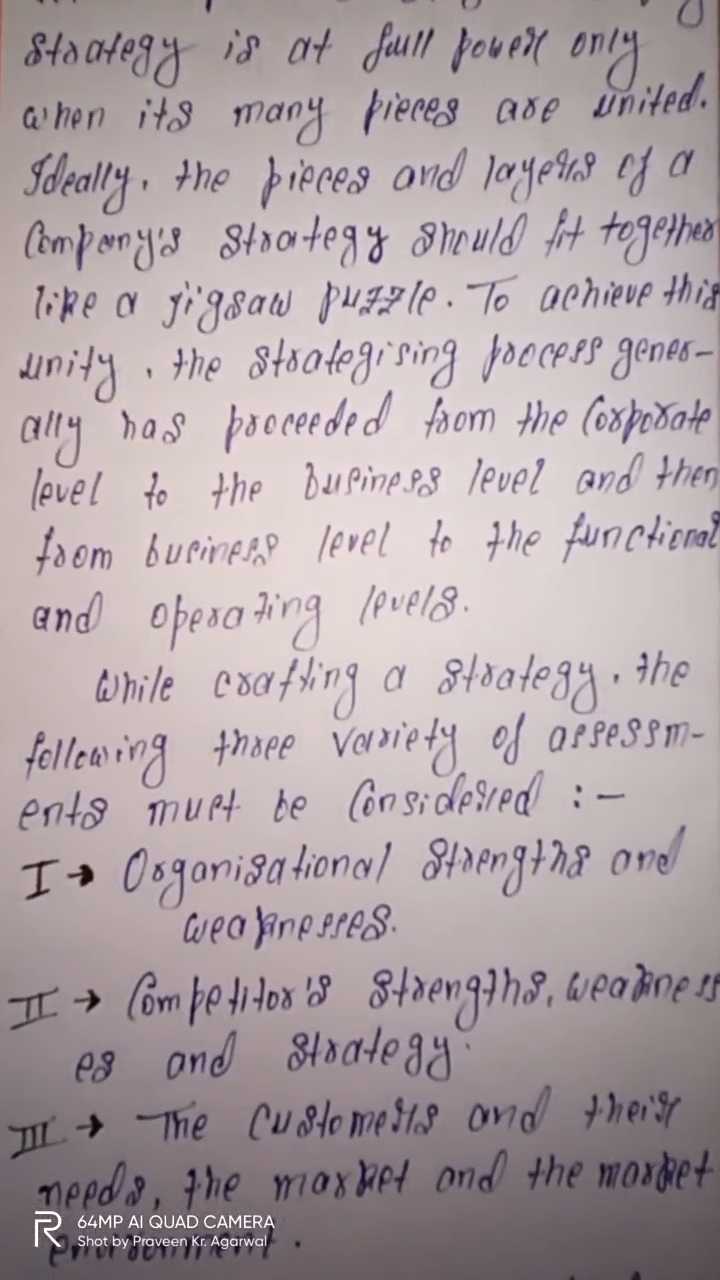 strategy is at full power only
when its many pieces are united.
Ideally, the pieces and layers of a
Company's strategy should fit together
like a jigsaw puzzle. To achieve this
unity, the strategising process gener-
ally has proceeded from the Corporate
level to the business level and then
from business level to the functional
and operating levels.
While crafting a strategy, the
following three variety of assessm-
ents must be Considered :-
I → Organisational strengths and
weaknesses.
II → Competitor's strengths, weakness
es and strategy.
III → The Customers and their
needs, the market and the market
64MP AI QUAD CAMERA
Shot by Praveen Kr. Agarwal